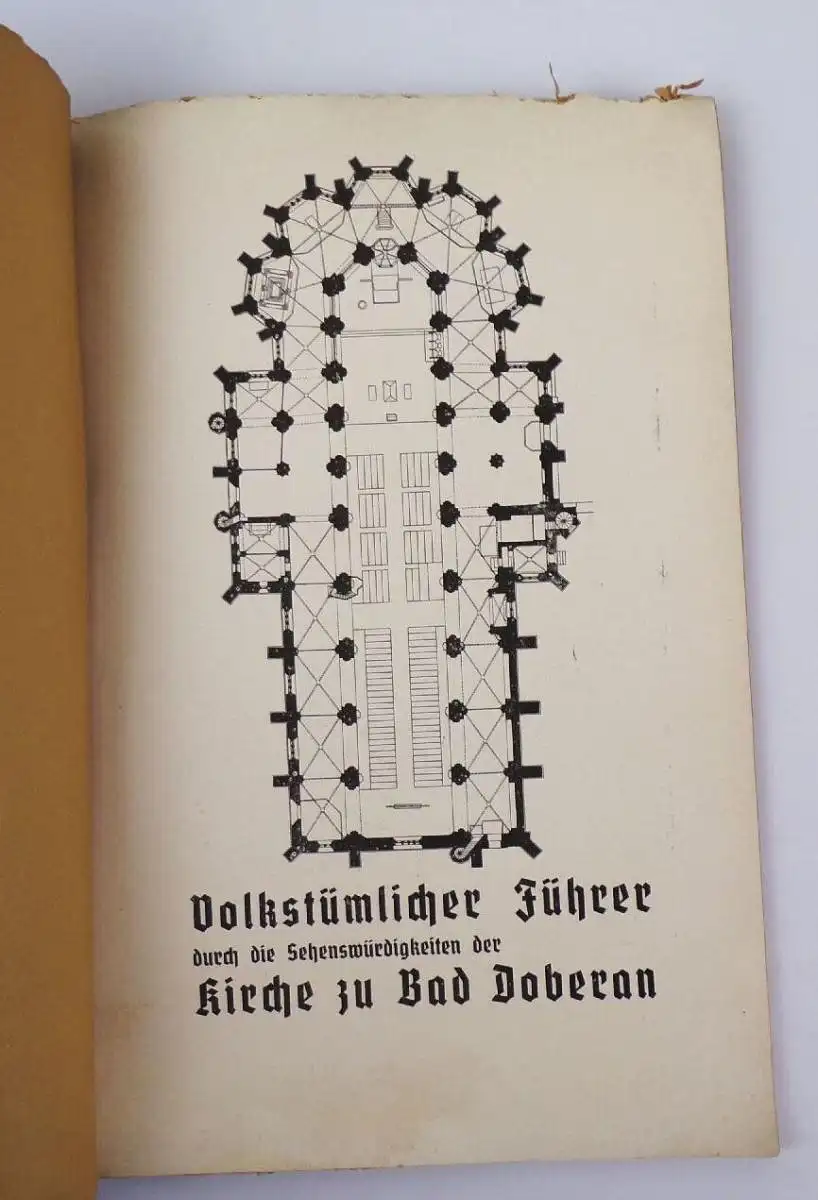 Volkstümlicher Führer
durch die Sehenswürdigkeiten der
Kirche zu Bad Doberan